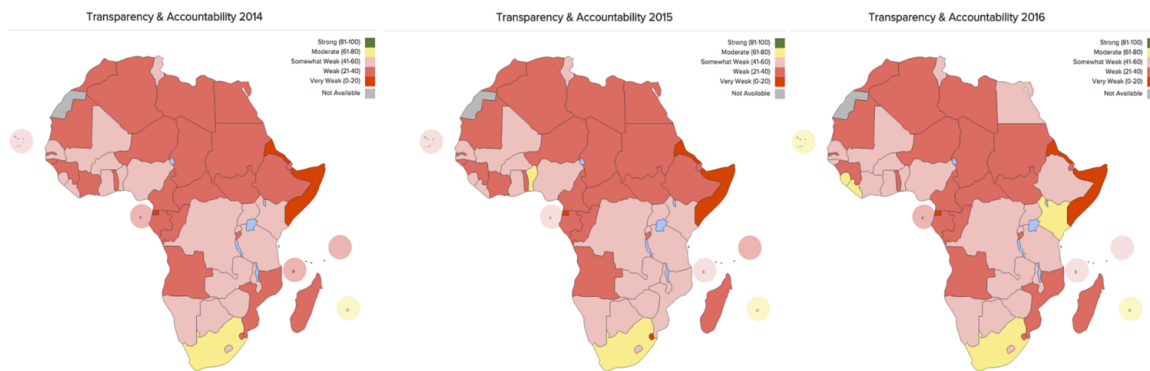 Transparency & Accountability 2014
Strong (81-100)
Moderate (61-80)
Somewhat Weak (41-60)
Weak (21-40)
Very Weak (0-20)
Not Available
Transparency & Accountability 2015
Strong (81-100)
Moderate (61-80)
Somewhat Weak (41-60)
Weak (21-40)
Very Weak (0-20)
Not Available
Transparency & Accountability 2016
Strong (81-100)
Moderate (61-80)
Somewhat Weak (41-60)
Weak (21-40)
Very Weak (0-20)
Not Available